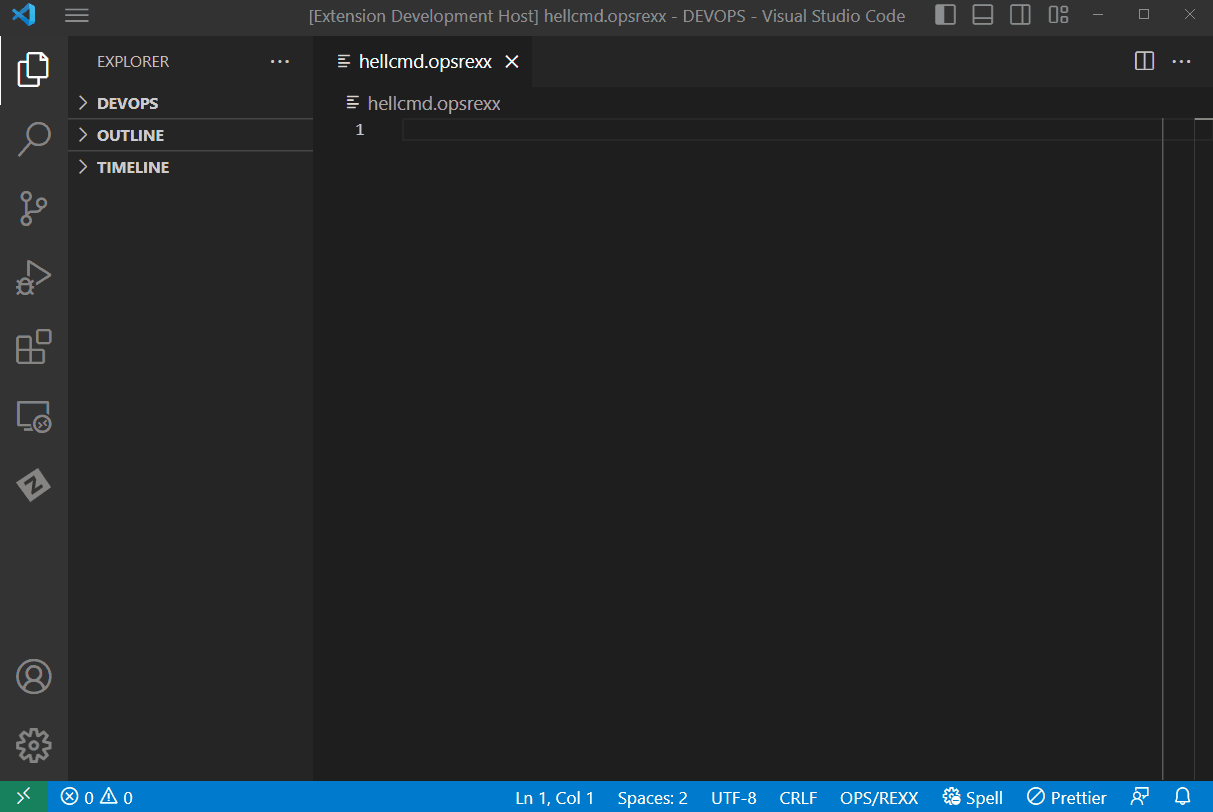 [Extension Development Host] hellcmd.opsrexx - DEVOPS - Visual Studio Code
EXPLORER
hellcmd.opsrexx
DEVOPS
hellcmd.opsrexx
1
OUTLINE
TIMELINE
0 0
Ln 1, Col 1
Spaces: 2
UTF-8
CRLF
OPS/REXX
Spell
Prettier